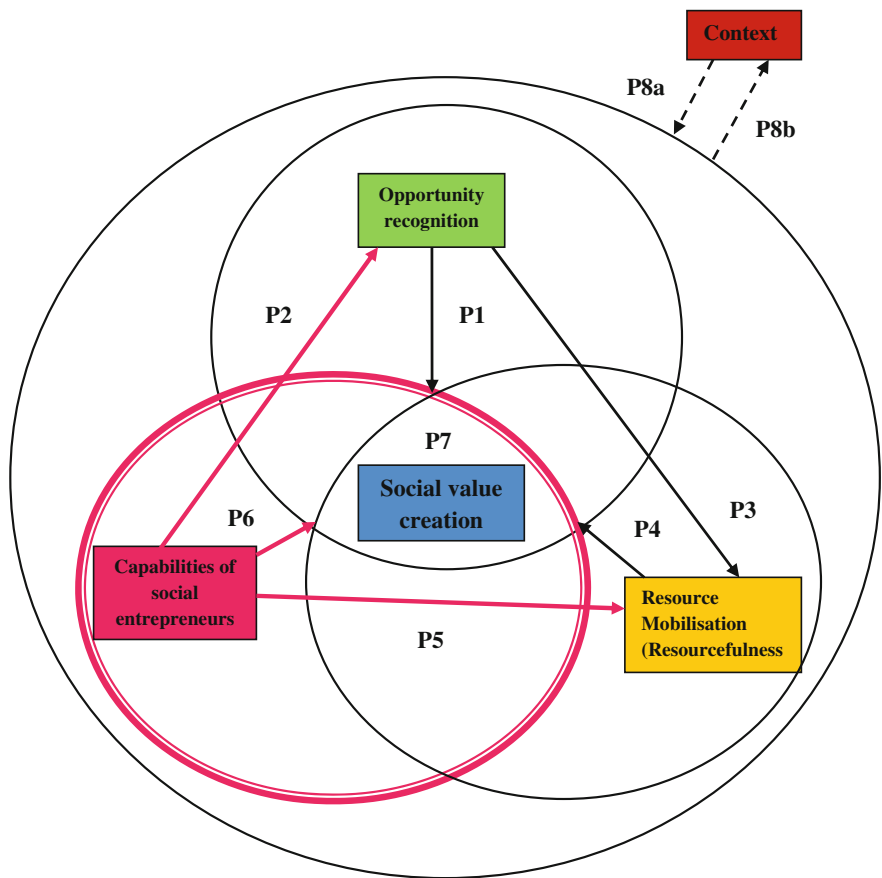 Context
P8a
P8b
Opportunity
recognition
P2
P1
P7
Social value
creation
P6
P4
P3
Capabilities of
social
entrepreneurs
Resource
Mobilisation
(Resourcefulness
P5